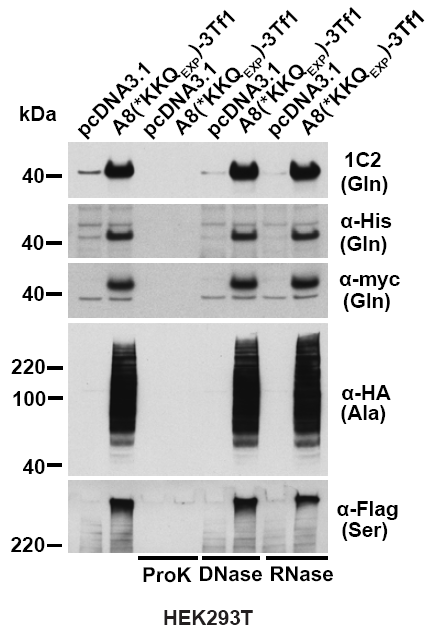 pcDNA3.1
A8(*KKQEXP)-3Tf1
pcDNA3.1
A8(*KKQEXP)-3Tf1
pcDNA3.1
A8(*KKQEXP)-3Tf1
pcDNA3.1
A8(*KKQEXP)-3Tf1
kDa
40
1C2
(Gln)
40
α-His
(Gln)
40
α-myc
(Gln)
220
100
40
α-HA
(Ala)
220
α-Flag
(Ser)
ProK DNase RNase
HEK293T